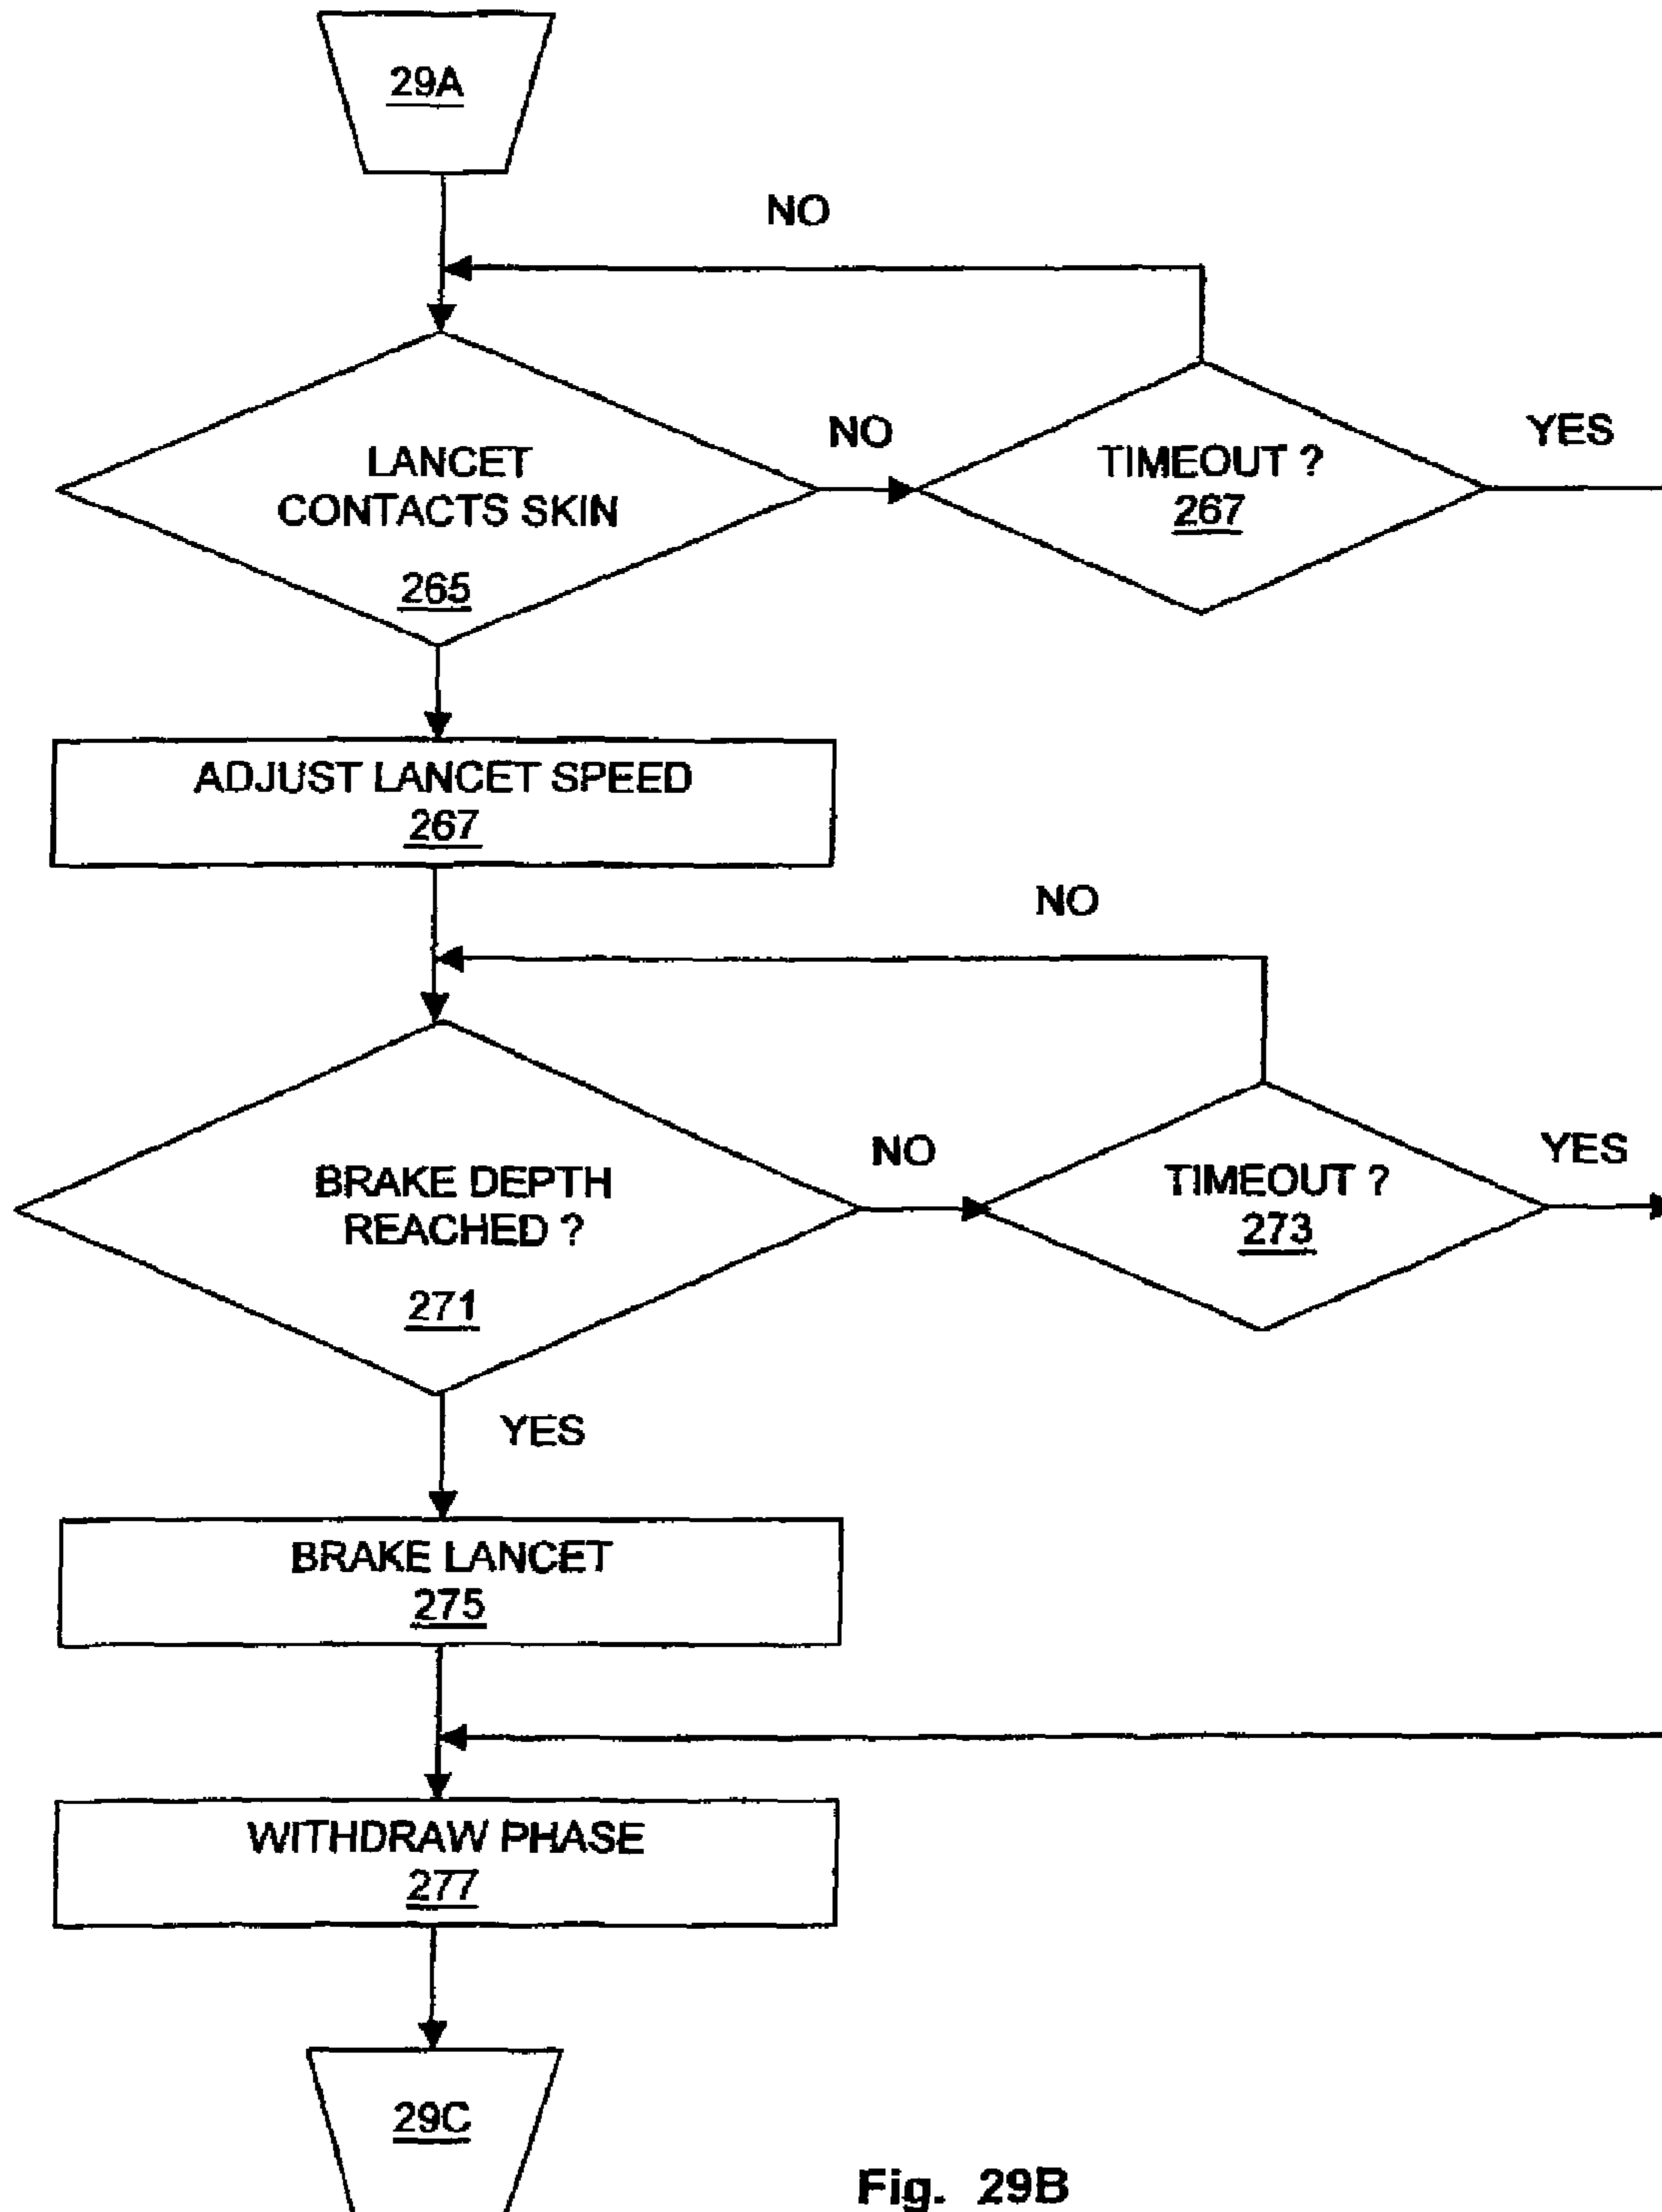 29A
NO
LANCET
CONTACTS SKIN
265
NO
TIMEOUT ?
267
YES
ADJUST LANCET SPEED
267
NO
BRAKE DEPTH
REACHED ?
271
NO
TIMEOUT ?
273
YES
YES
BRAKE LANCET
275
WITHDRAW PHASE
277
29C
Fig. 29B